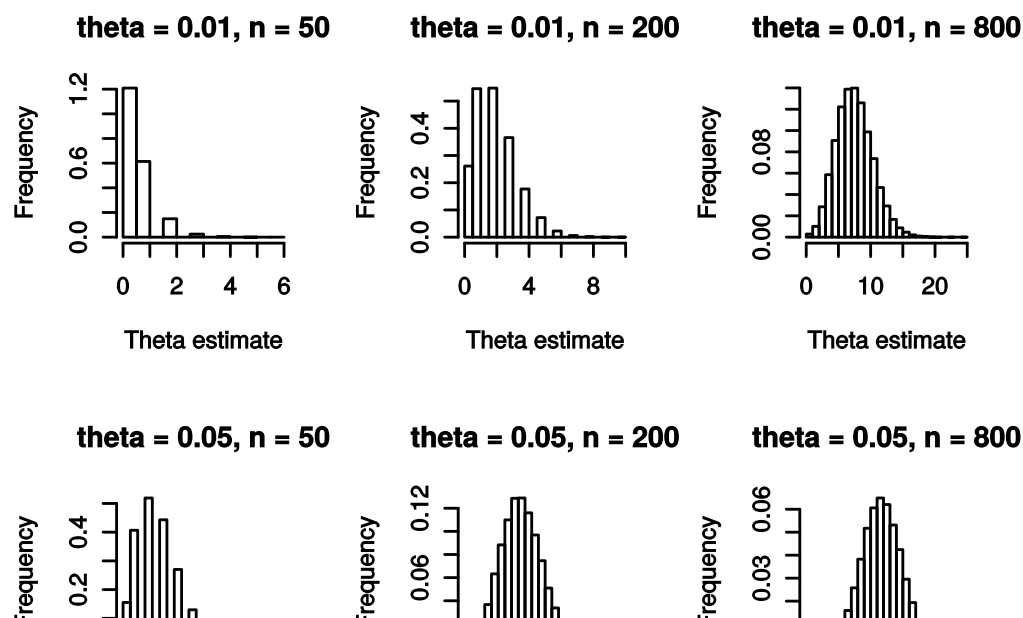 theta = 0.01, n = 50
theta = 0.01, n = 200
theta = 0.01, n = 800
Frequency
0.0 0.6 1.2
Frequency
0.0 0.2 0.4
Frequency
0.00 0.08
0 2 4 6
0 4 8
0 10 20
Theta estimate
Theta estimate
Theta estimate
theta = 0.05, n = 50
theta = 0.05, n = 200
theta = 0.05, n = 800
Frequency
0.2 0.4
Frequency
0.06 0.12
Frequency
0.03 0.06